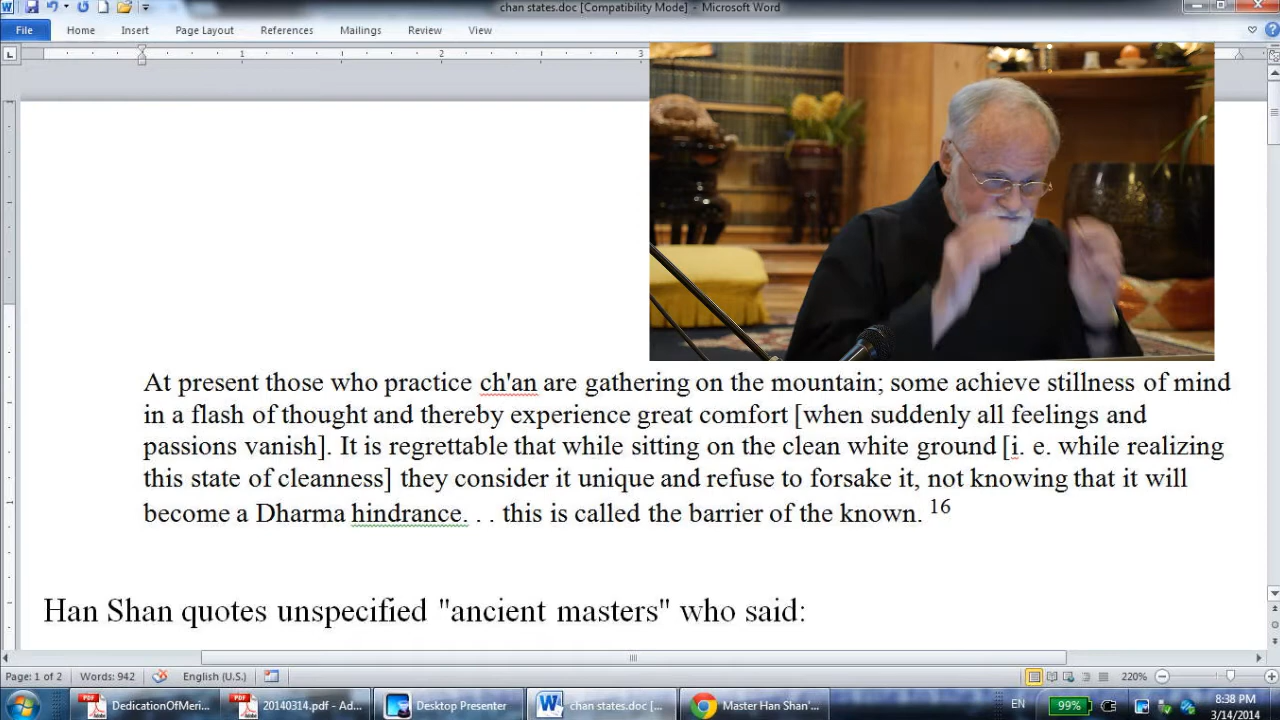 chan states.doc [Compatibility Mode] - Microsoft Word
File Home Insert Page Layout References Mailings Review View
1 2 3
At present those who practice ch'an are gathering on the mountain; some achieve stillness of mind
in a flash of thought and thereby experience great comfort [when suddenly all feelings and
passions vanish]. It is regrettable that while sitting on the clean white ground [i. e. while realizing
this state of cleanness] they consider it unique and refuse to forsake it, not knowing that it will
become a Dharma hindrance. . . this is called the barrier of the known. 16
Han Shan quotes unspecified "ancient masters" who said:
Page: 1 of 2 Words: 942 English (U.S.) 220%
DedicationOfMeri... 20140314.pdf - Ad... Desktop Presenter chan states.doc [... Master Han Shan'... EN 99% 8:38 PM
3/14/2014